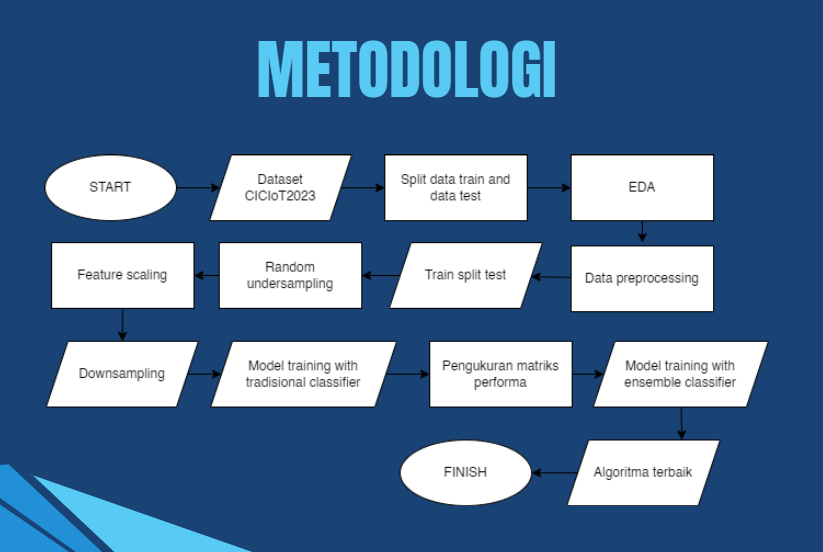 METODOLOGI
START
Dataset
CICIoT2023
Split data train and
data test
EDA
Data preprocessing
Train split test
Random
undersampling
Feature scaling
Downsampling
Model training with
tradisional classifier
Pengukuran matriks
performa
Model training with
ensemble classifier
Algoritma terbaik
FINISH